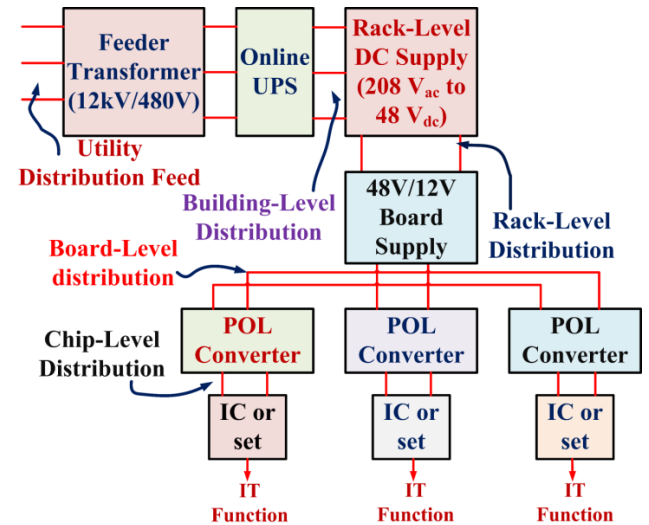 Feeder
Transformer
(12kV/480V)
Online
UPS
Rack-Level
DC Supply
(208 Vac to
48 Vdc)
Utility
Distribution Feed
Building-Level
Distribution
48V/12V
Board
Supply
Rack-Level
Distribution
Board-Level
distribution
Chip-Level
Distribution
POL
Converter
POL
Converter
POL
Converter
IC or
set
IC or
set
IC or
set
IT
Function
IT
Function
IT
Function